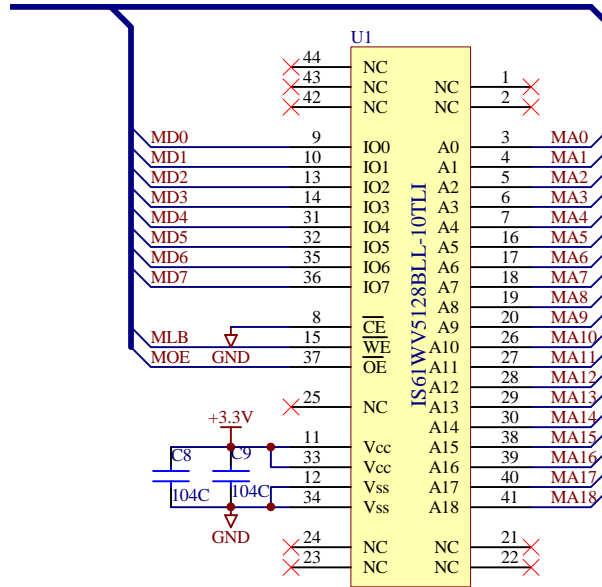 U1
44 NC
43 NC NC 1
42 NC NC 2
MD0 9 IO0 A0 3 MA0
MD1 10 IO1 A1 4 MA1
MD2 13 IO2 A2 5 MA2
MD3 14 IO3 A3 6 MA3
MD4 31 IO4 A4 7 MA4
MD5 32 IO5 A5 16 MA5
MD6 35 IO6 A6 17 MA6
MD7 36 IO7 A7 18 MA7
A8 19 MA8
8 CE A9 20 MA9
MLB GND 15 WE A10 26 MA10
MOE 37 OE A11 27 MA11
A12 28 MA12
25 NC A13 29 MA13
+3.3V A14 30 MA14
11 Vcc A15 38 MA15
C8 C9 33 Vcc A16 39 MA16
104C 104C 12 Vss A17 40 MA17
34 Vss A18 41 MA18
GND
24 NC NC 21
23 NC NC 22
IS61WV5128BLL-10TLI